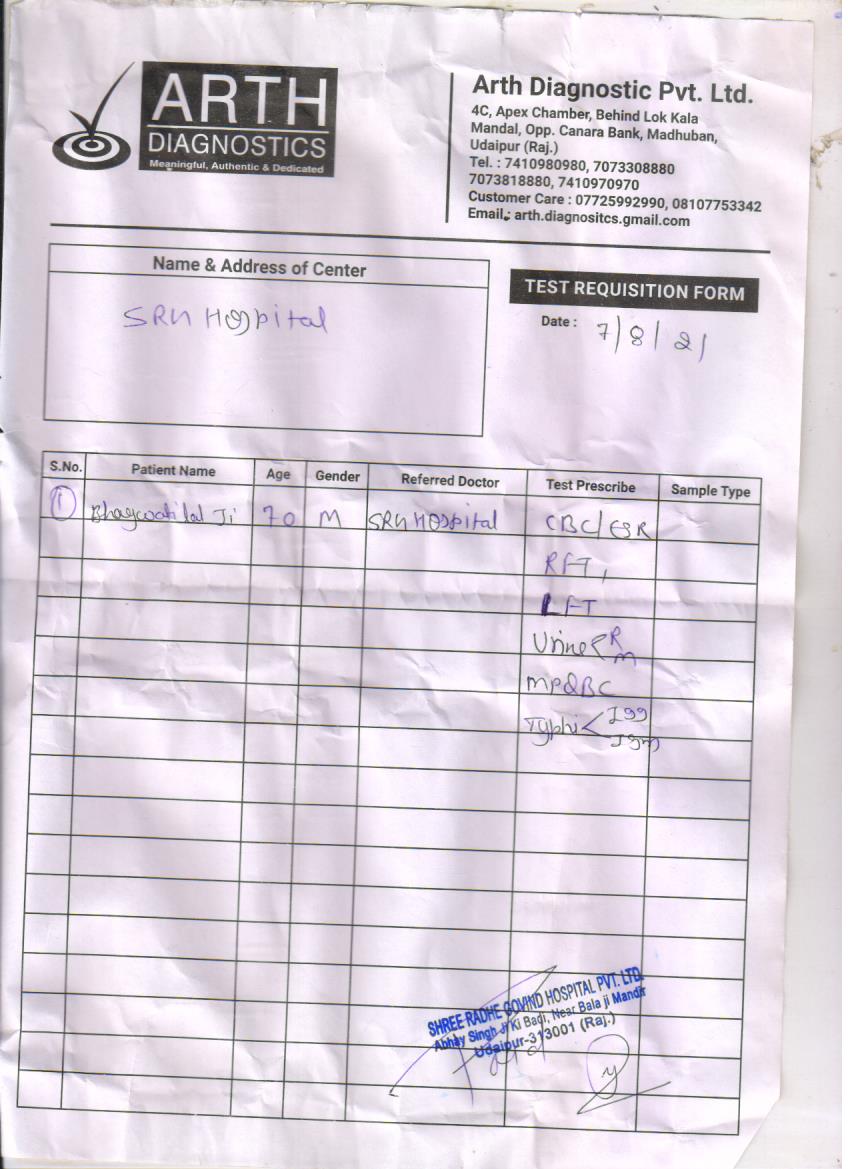 ARTH
DIAGNOSTICS
Meaningful, Authentic & Dedicated
Arth Diagnostic Pvt. Ltd.
4C, Apex Chamber, Behind Lok Kala
Mandal, Opp. Canara Bank, Madhuban,
Udaipur (Raj.)
Tel. : 7410980980, 7073308880
7073818880, 7410970970
Customer Care : 07725992990, 08107753342
Email.: arth.diagnositcs.gmail.com
Name & Address of Center
SRH Hospital
TEST REQUISITION FORM
Date : 7/8/21
S.No. Patient Name Age Gender Referred Doctor Test Prescribe Sample Type
1 Bhagwatilal Ji 70 M SRH Hospital CBC/ESR
RFT,
LFT
Urine < R
M
MPQBC
Typhi < Igg
Igm
SHREE RADHE GOVIND HOSPITAL PVT. LTD.
Abhay Singh Ji Ki Badi, Near Bala ji Mandir
Udaipur-313001 (Raj.)